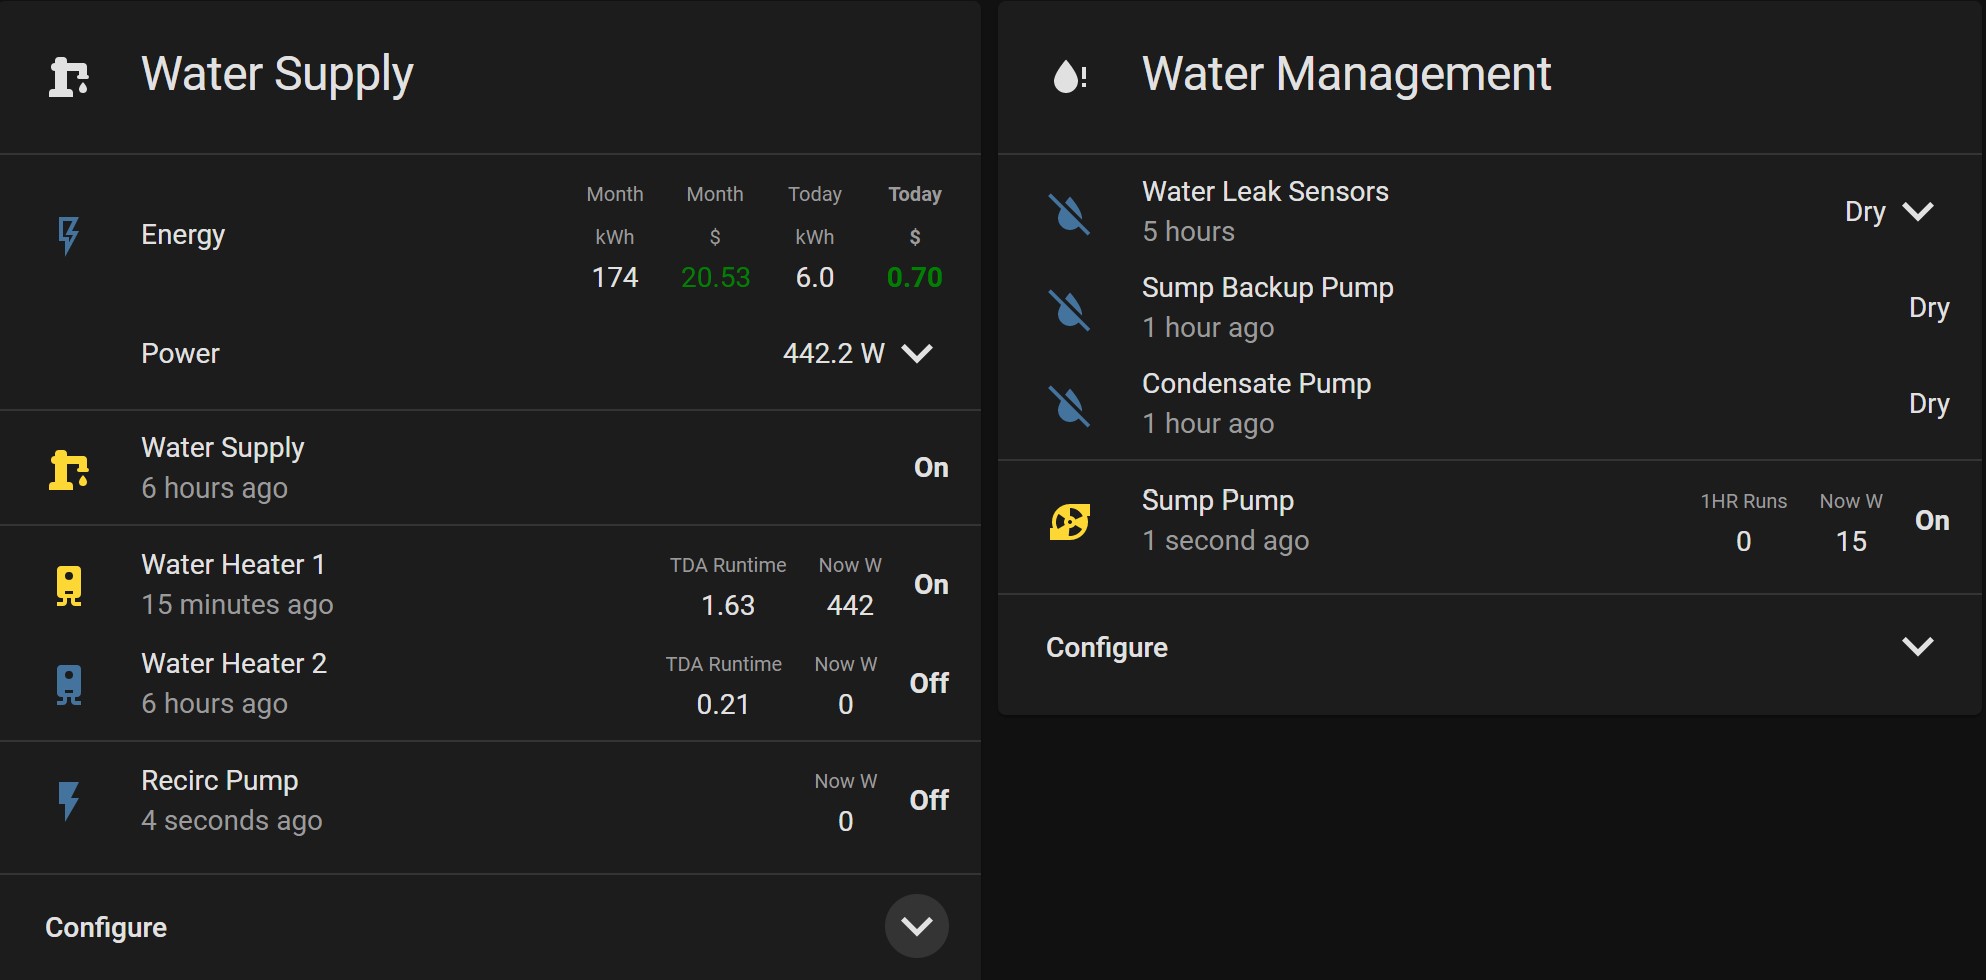 Water Supply
Energy
Month Month Today Today
kWh $ kWh $
174 20.53 6.0 0.70
Power 442.2 W
Water Supply
6 hours ago
On
Water Heater 1
15 minutes ago
TDA Runtime Now W
1.63 442
On
Water Heater 2
6 hours ago
TDA Runtime Now W
0.21 0
Off
Recirc Pump
4 seconds ago
Now W
0
Off
Configure
Water Management
Water Leak Sensors
5 hours
Dry
Sump Backup Pump
1 hour ago
Dry
Condensate Pump
1 hour ago
Dry
Sump Pump
1 second ago
1HR Runs Now W
0 15
On
Configure